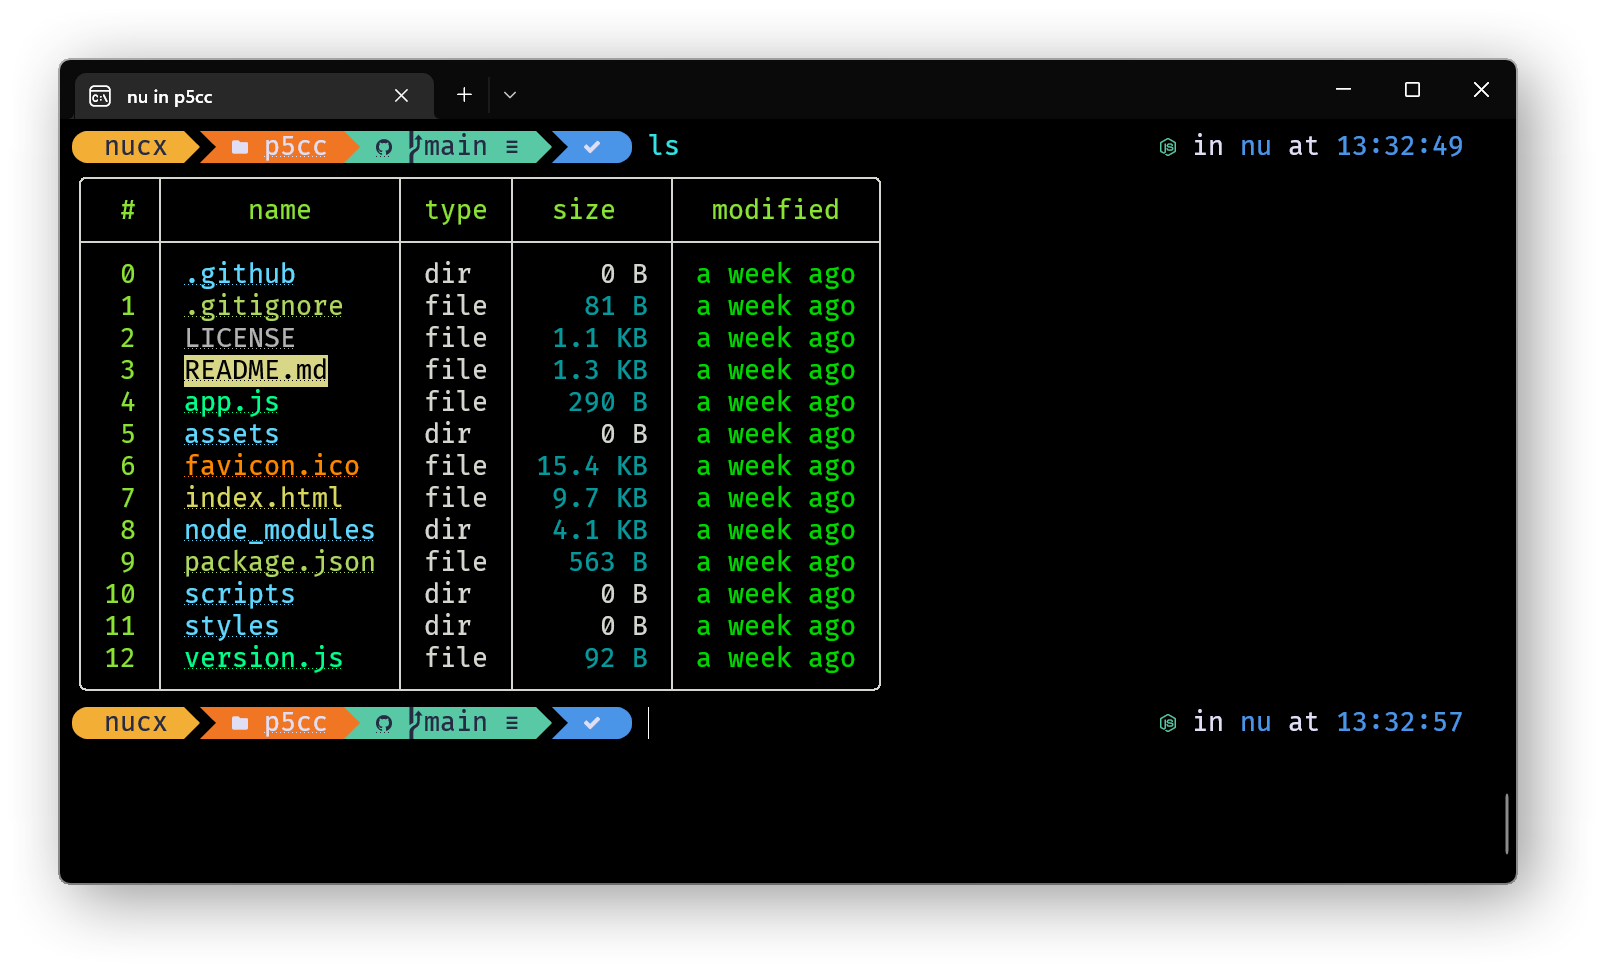 nu in p5cc
nucx p5cc main ≡ ls in nu at 13:32:49
# name type size modified
0 .github dir 0 B a week ago
1 .gitignore file 81 B a week ago
2 LICENSE file 1.1 KB a week ago
3 README.md file 1.3 KB a week ago
4 app.js file 290 B a week ago
5 assets dir 0 B a week ago
6 favicon.ico file 15.4 KB a week ago
7 index.html file 9.7 KB a week ago
8 node_modules dir 4.1 KB a week ago
9 package.json file 563 B a week ago
10 scripts dir 0 B a week ago
11 styles dir 0 B a week ago
12 version.js file 92 B a week ago
nucx p5cc main ≡ in nu at 13:32:57